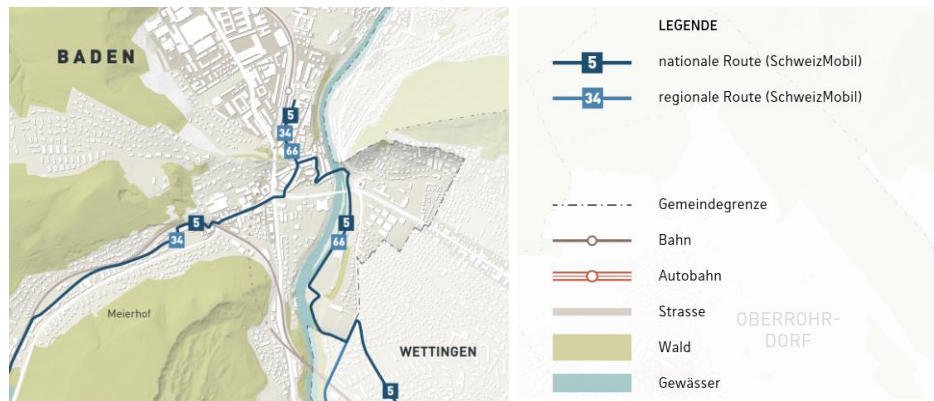 BADEN
5
34
66
5
34
5
66
Meierhof
WETTINGEN
5
LEGENDE
5 nationale Route (SchweizMobil)
34 regionale Route (SchweizMobil)
Gemeindegrenze
Bahn
Autobahn
Strasse
OBERROHR-
DORF
Wald
Gewässer